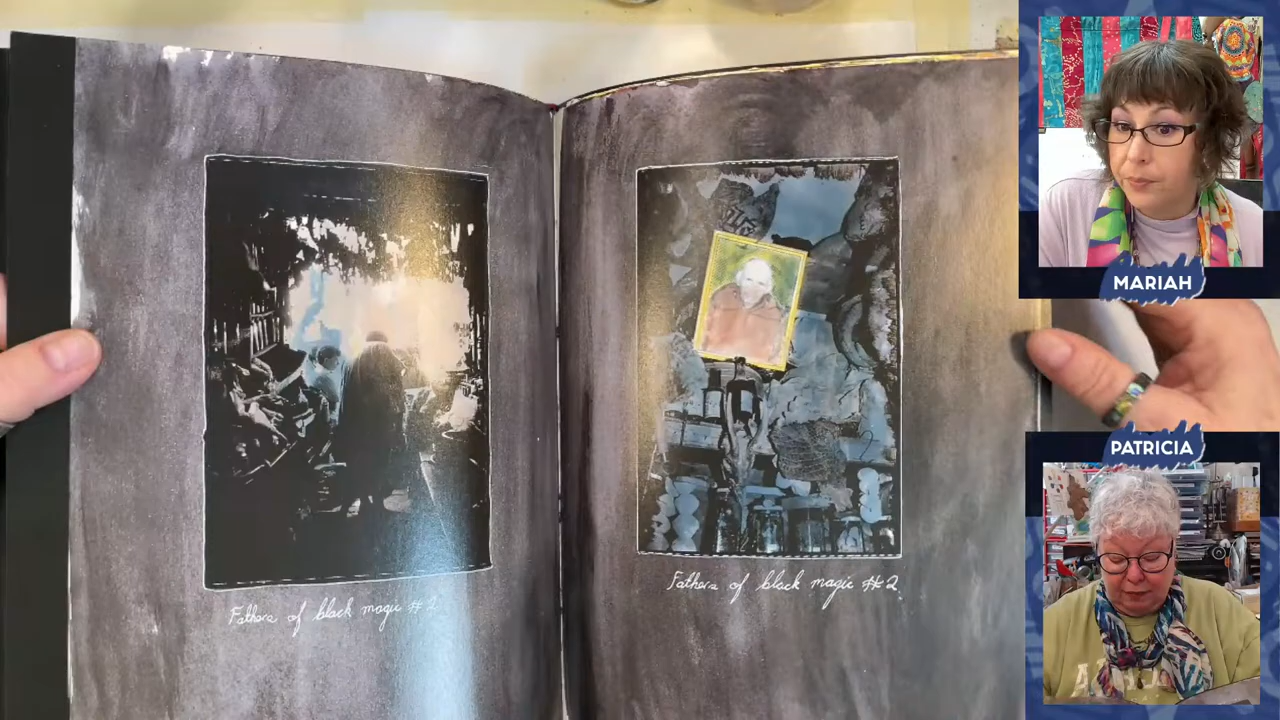 Fathers of black magic #2
Fathers of black magic #2.
MARIAH
PATRICIA